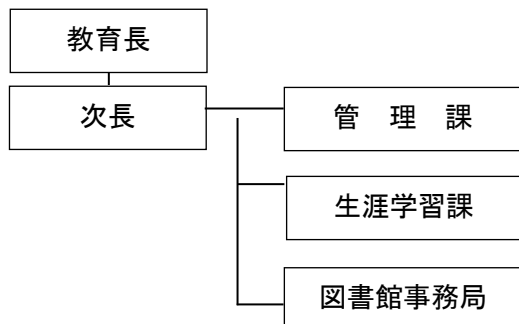 教育長
次長
管　理　課
生涯学習課
図書館事務局